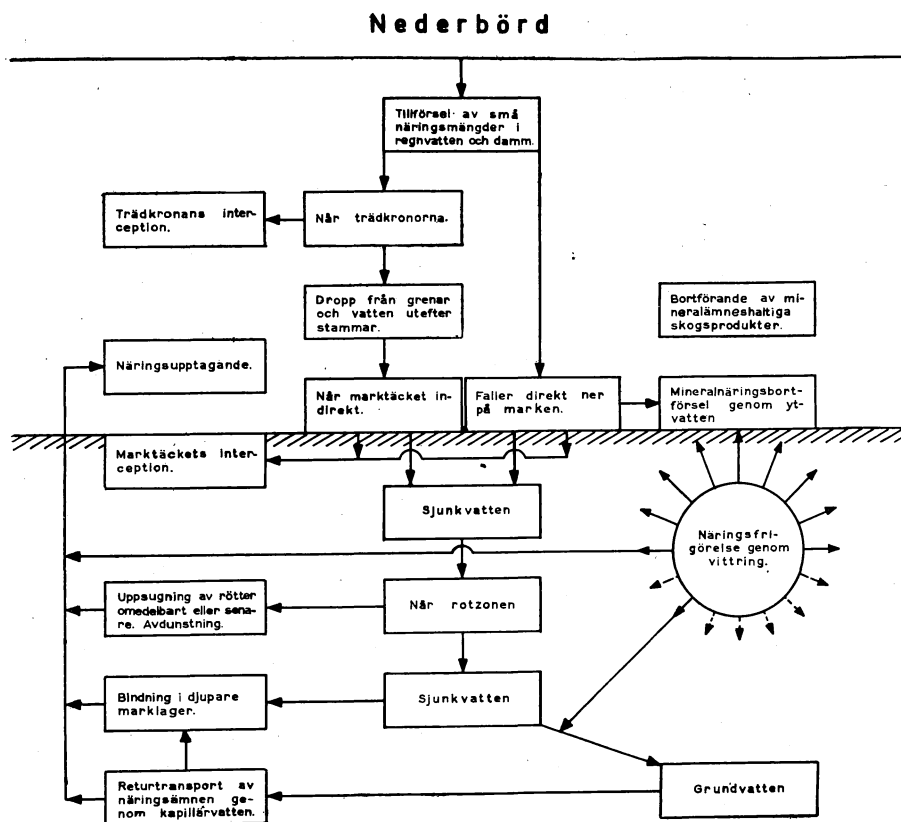 Nederbörd
Tillförsel av små
näringsmängder i
regnvatten och damm.
Trädkronans inter-
ception.
Når trädkronorna.
Dropp från grenar
och vatten utefter
stammar.
Bortförande av mi-
neralämneshaltiga
skogsprodukter.
Näringsupptagande.
Når marktäcket in-
direkt.
Faller direkt ner
på marken.
Mineralnäringsbort-
försel genom yt-
vatten
Marktäckets inter-
ception.
Sjunkvatten
Näringsfri-
görelse genom
vittring.
Uppsugning av rötter
omedelbart eller sena-
re. Avdunstning.
Når rotzonen
Bindning i djupare
marklager.
Sjunkvatten
Returtransport av
näringsämnen ge-
nom kapillärvatten.
Grundvatten